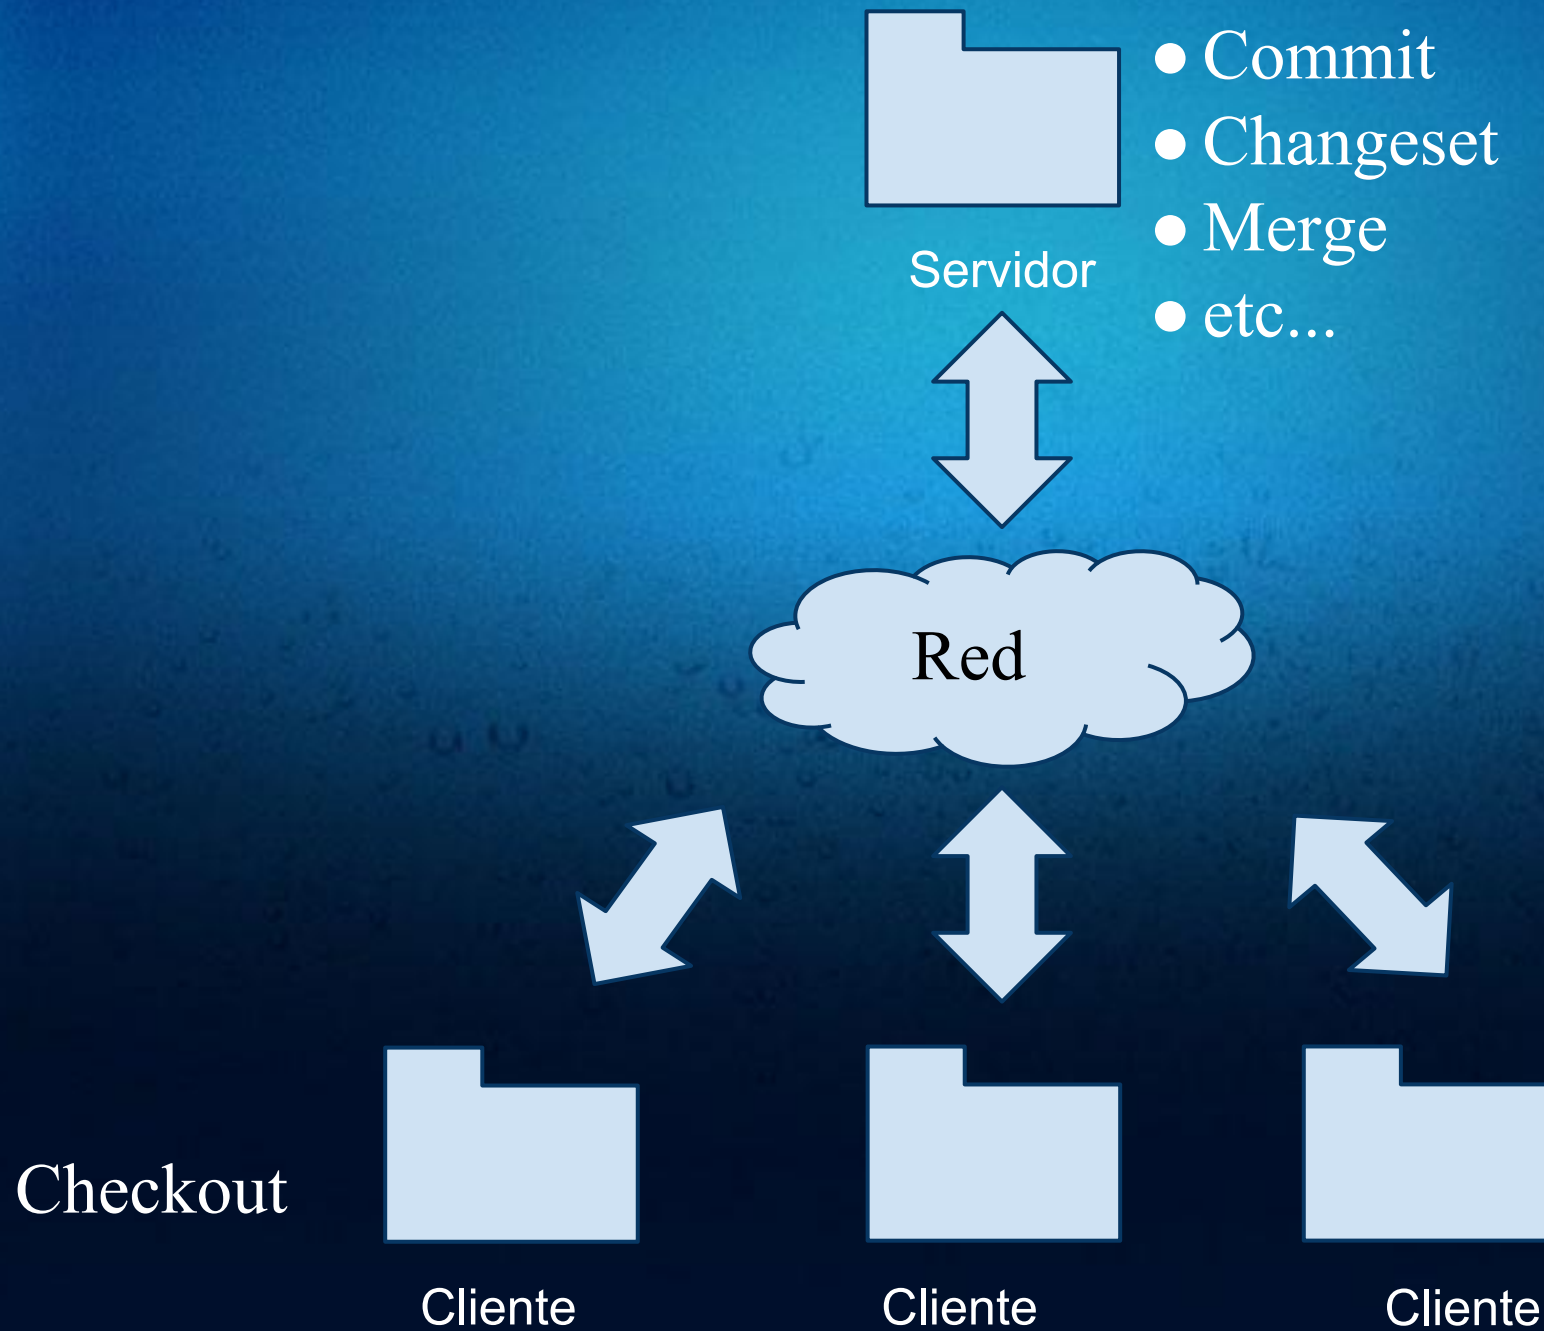 ● Commit
● Changeset
● Merge
● etc...
Servidor
Red
Checkout
Cliente Cliente Cliente